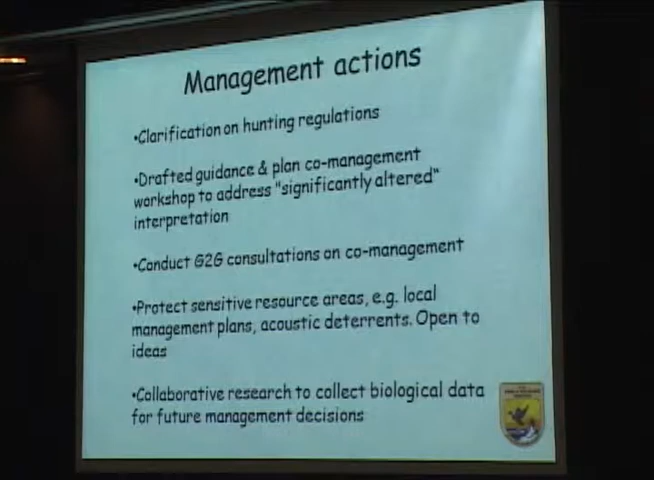 Management actions
•Clarification on hunting regulations
•Drafted guidance & plan co-management
workshop to address "significantly altered"
interpretation
•Conduct G2G consultations on co-management
•Protect sensitive resource areas, e.g. local
management plans, acoustic deterrents. Open to
ideas
•Collaborative research to collect biological data
for future management decisions